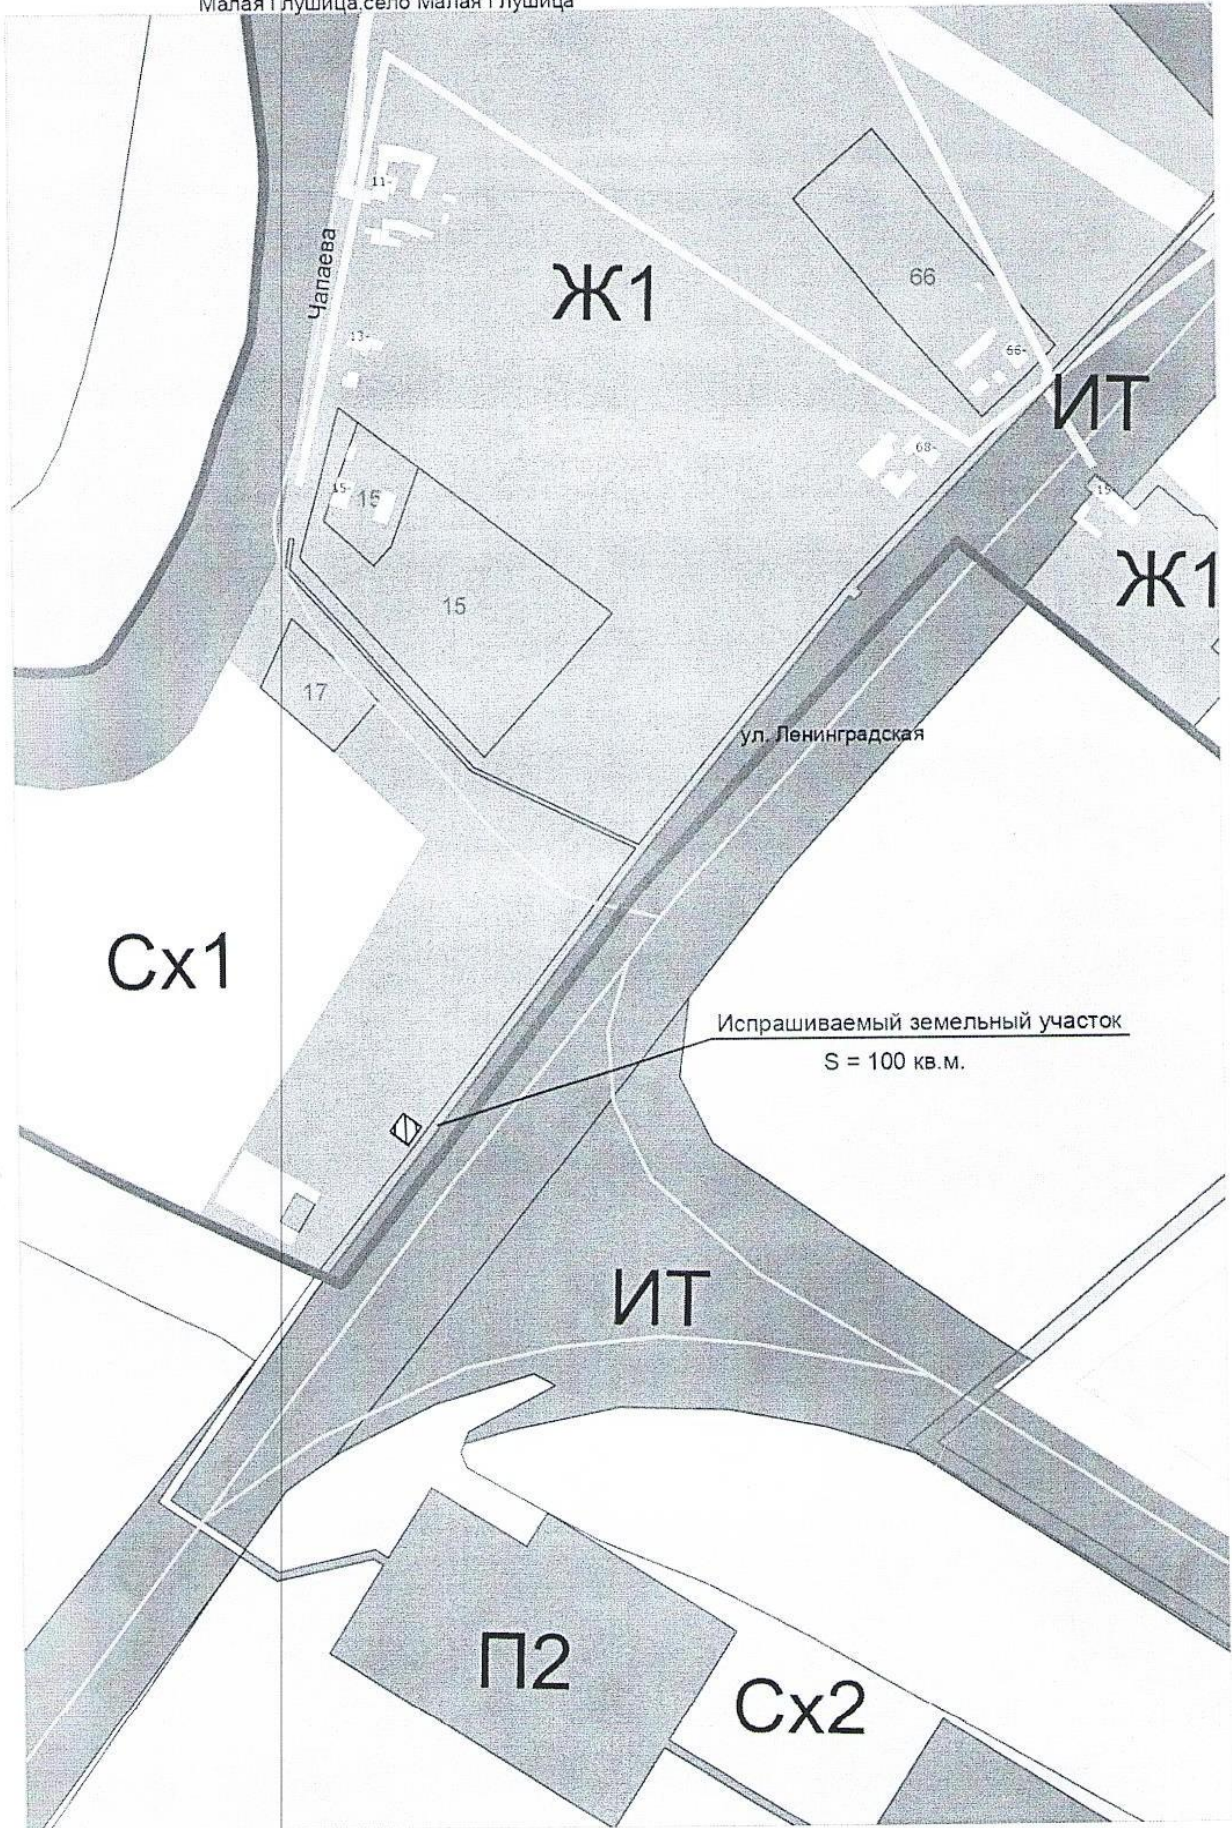 Малая Глушица,село Малая Глушица
11-
Чапаева
Ж1
66
13-
66-
ИТ
68-
15-
15
15-
Ж1
15
17
ул. Ленинградская
Сх1
Испрашиваемый земельный участок
S = 100 кв.м.
ИТ
П2
Сх2